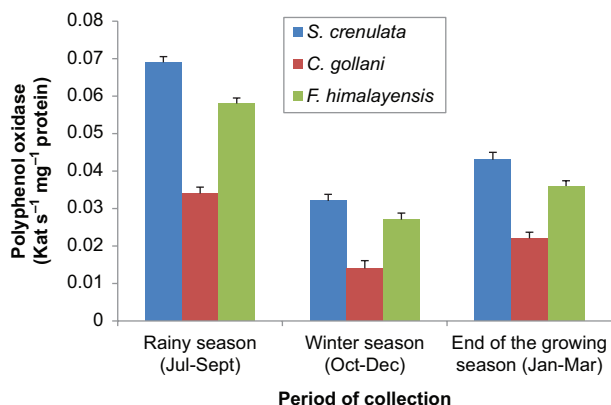 0.08
0.07
0.06
0.05
0.04
0.03
0.02
0.01
0
Polyphenol oxidase
(Kat s⁻¹ mg⁻¹ protein)
S. crenulata
C. gollani
F. himalayensis
Rainy season
(Jul-Sept)
Winter season
(Oct-Dec)
End of the growing
season (Jan-Mar)
Period of collection